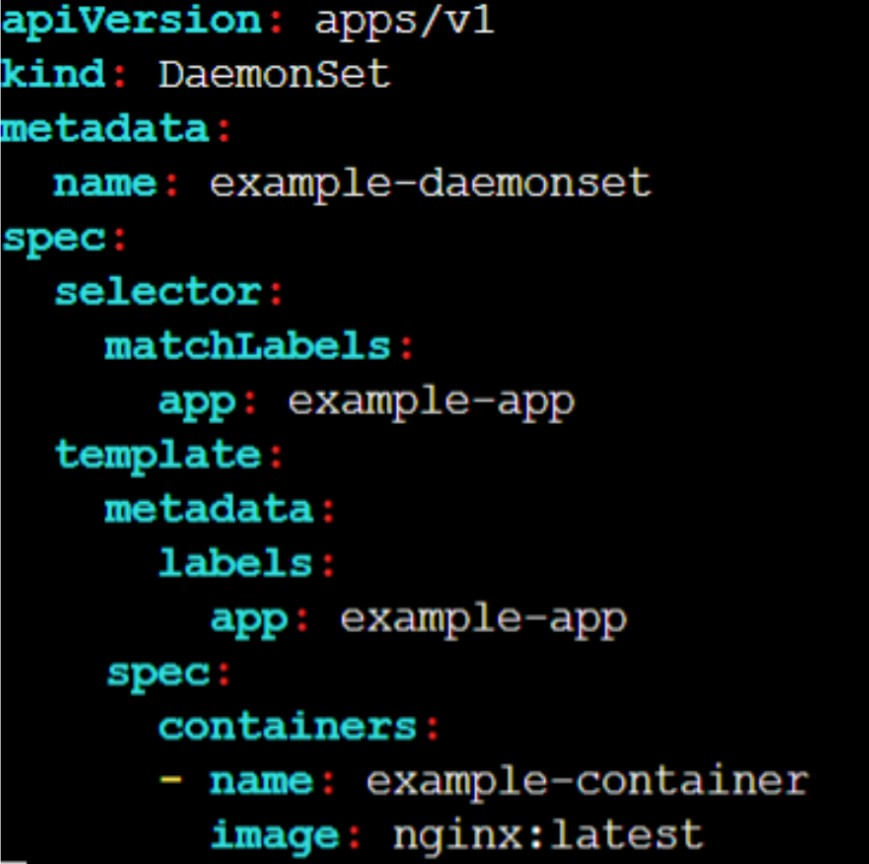 apiVersion: apps/v1
kind: DaemonSet
metadata:
  name: example-daemonset
spec:
  selector:
    matchLabels:
      app: example-app
  template:
    metadata:
      labels:
        app: example-app
    spec:
      containers:
      - name: example-container
        image: nginx:latest